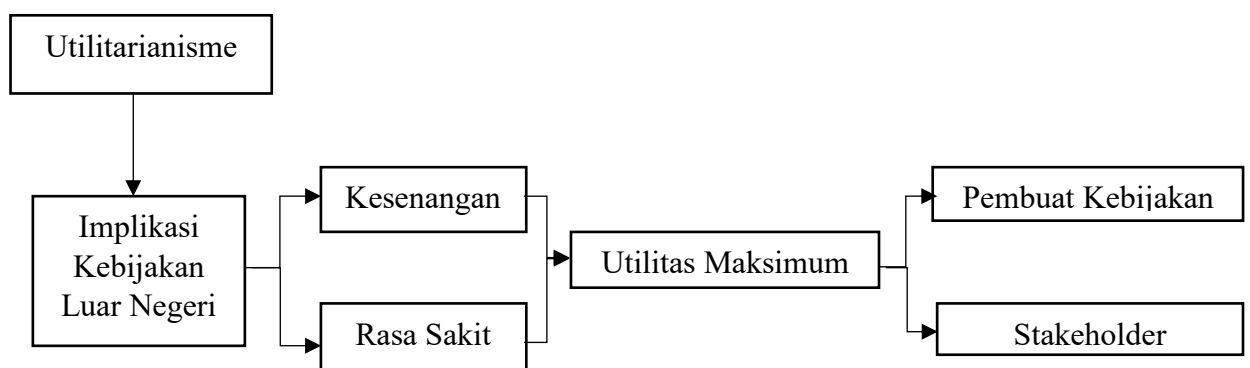 Utilitarianisme
Implikasi
Kebijakan
Luar Negeri
Kesenangan
Rasa Sakit
Utilitas Maksimum
Pembuat Kebijakan
Stakeholder